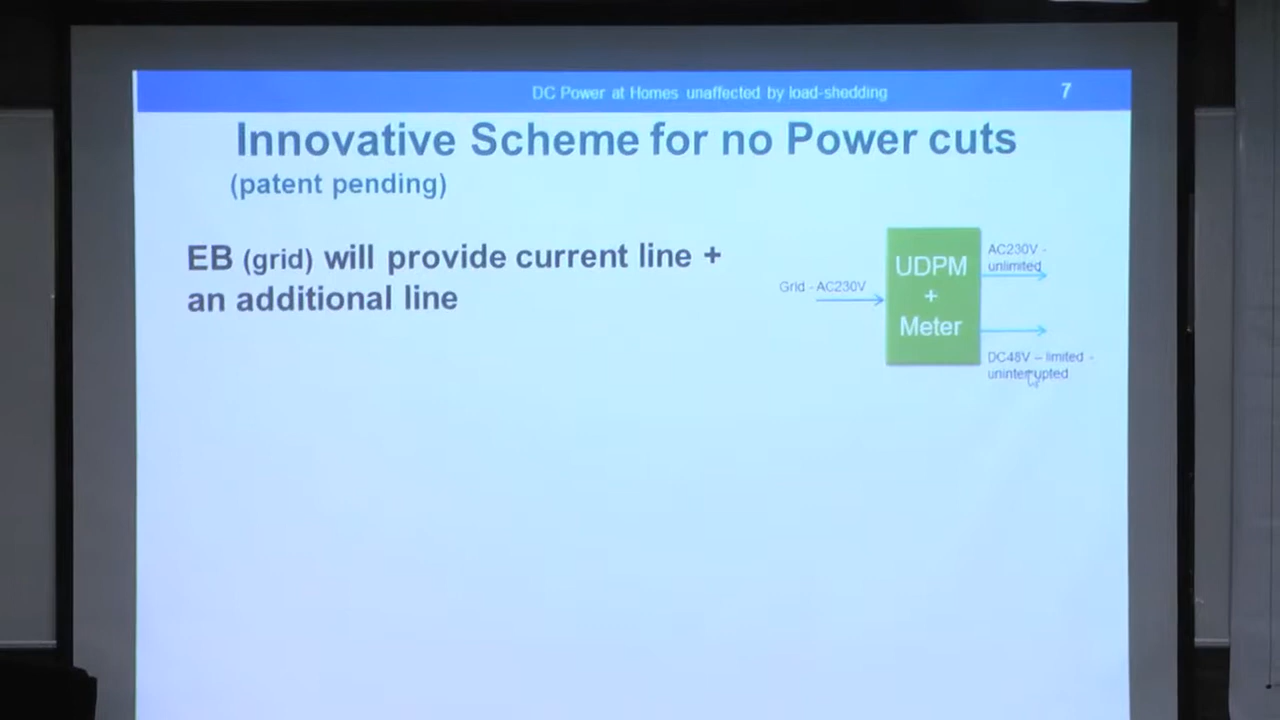 DC Power at Homes unaffected by load-shedding
7
Innovative Scheme for no Power cuts
(patent pending)
EB (grid) will provide current line +
an additional line
Grid - AC230V
UDPM
+
Meter
AC230V -
unlimited
DC48V – limited -
uninterrupted